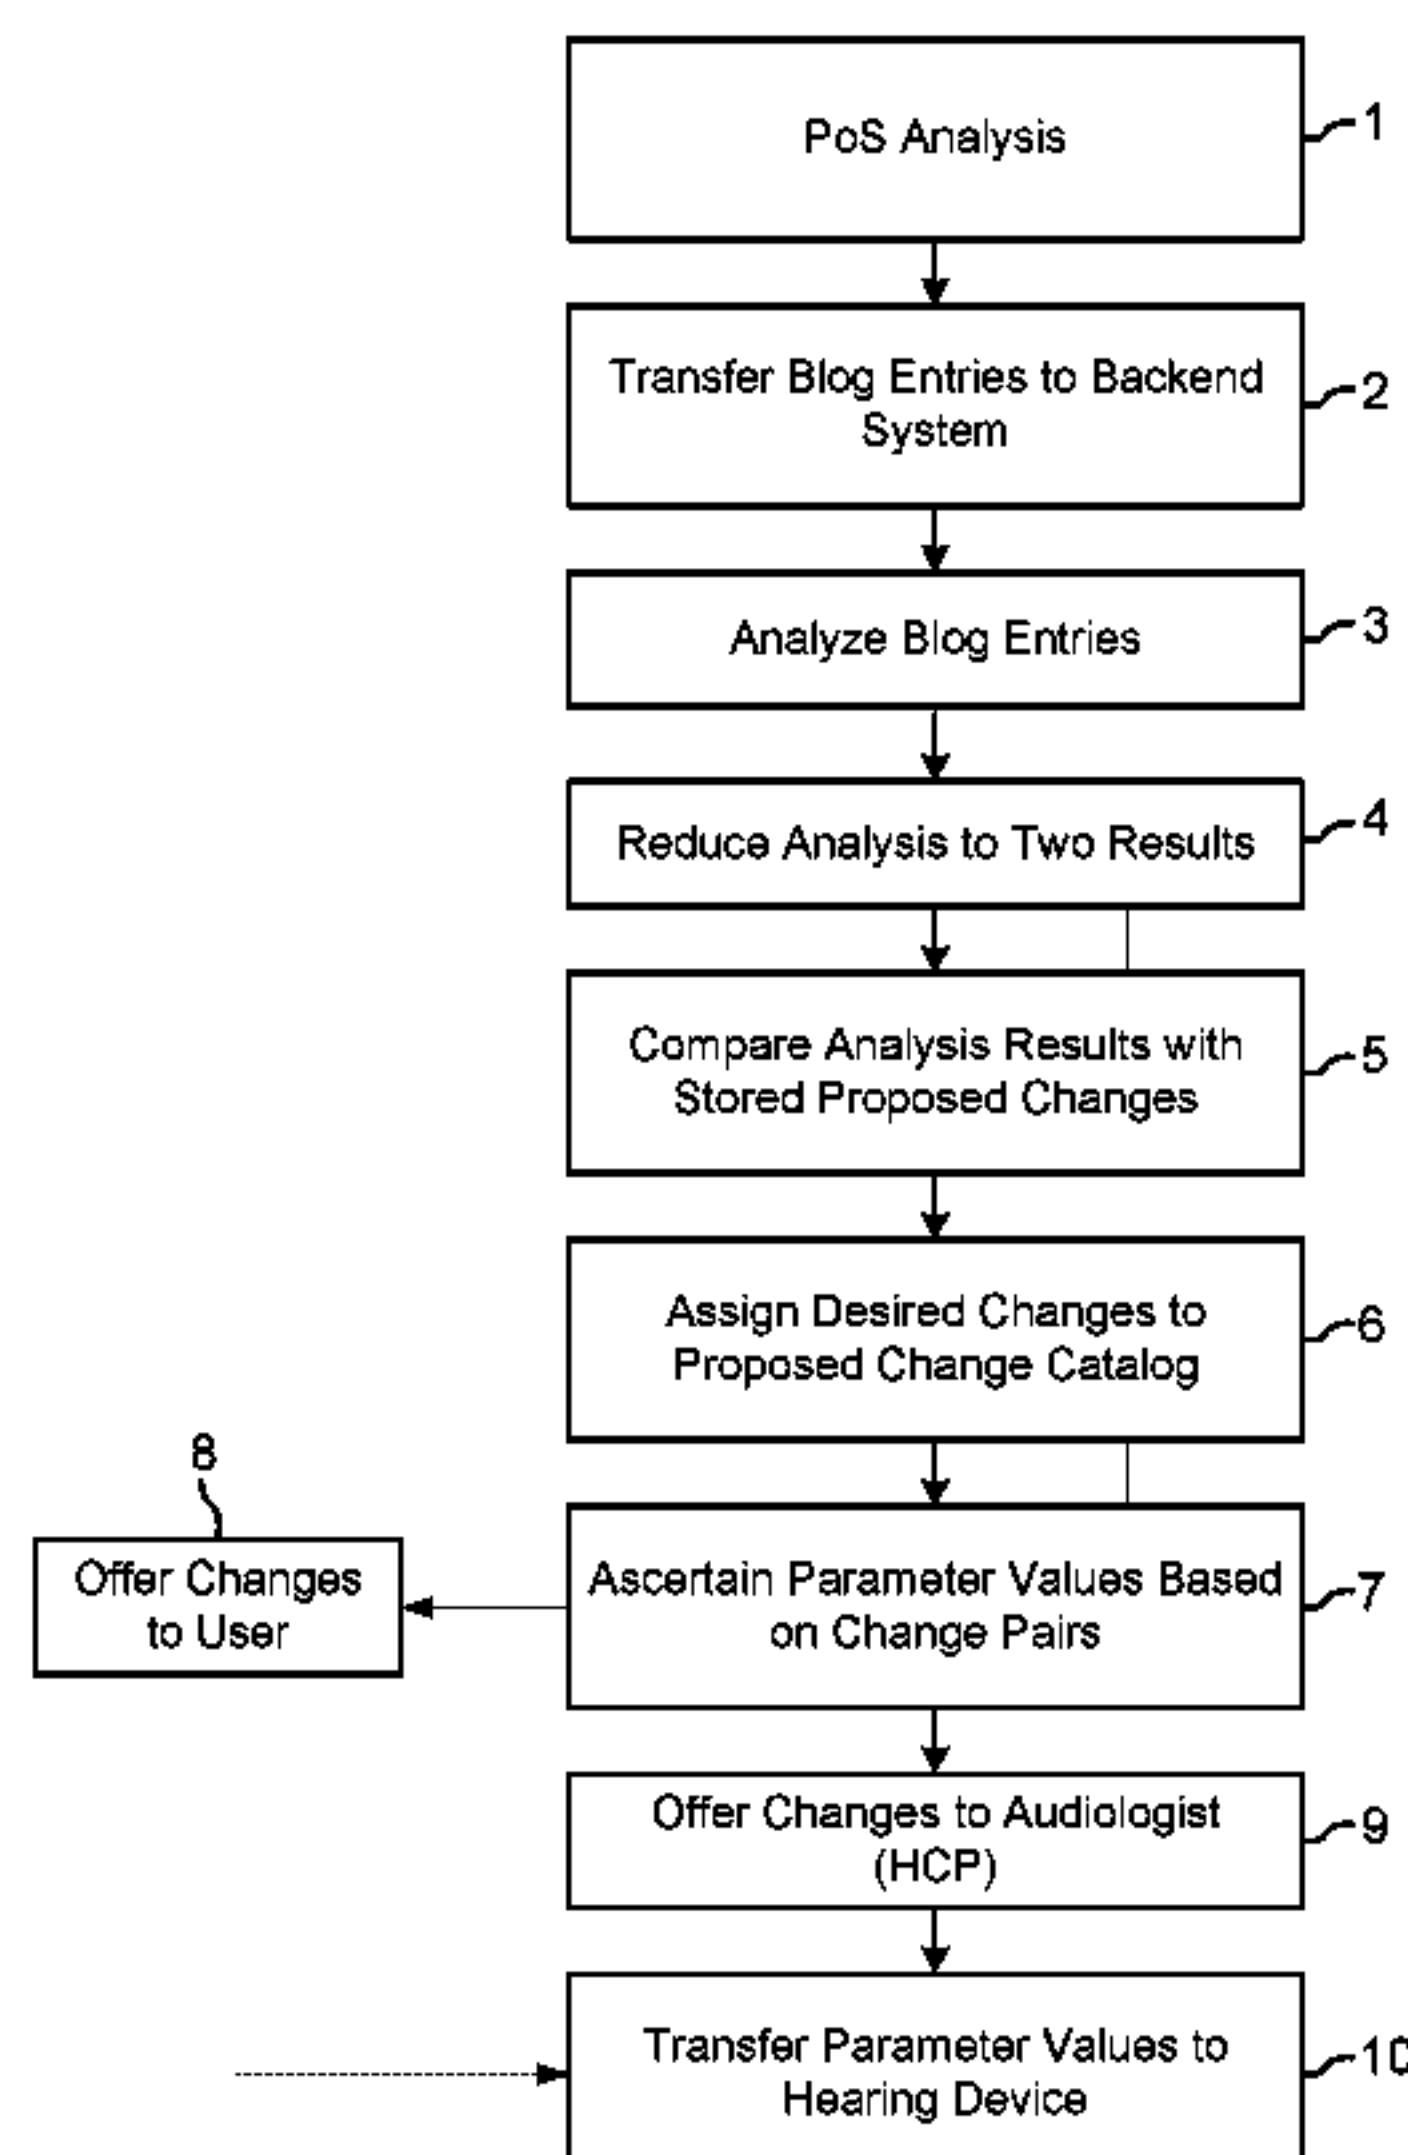 PoS Analysis
1
Transfer Blog Entries to Backend
System
2
Analyze Blog Entries
3
Reduce Analysis to Two Results
4
Compare Analysis Results with
Stored Proposed Changes
5
Assign Desired Changes to
Proposed Change Catalog
6
8
Offer Changes
to User
Ascertain Parameter Values Based
on Change Pairs
7
Offer Changes to Audiologist
(HCP)
9
Transfer Parameter Values to
Hearing Device
10